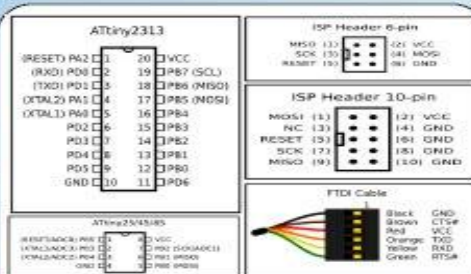 ATtiny2313
(RESET) PA2 1 20 VCC
(RXD) PD0 2 19 PB7 (SCL)
(TXD) PD1 3 18 PB6 (MISO)
(XTAL2) PA1 4 17 PB5 (MOSI)
(XTAL1) PA0 5 16 PB4
PD2 6 15 PB3
PD3 7 14 PB2
PD4 8 13 PB1
PD5 9 12 PB0
GND 10 11 PD6
ATtiny25/45/85
ISP Header 6-pin
MISO (1) (2) VCC
SCK (3) (4) MOSI
RESET (5) (6) GND
ISP Header 10-pin
MOSI (1) (2) VCC
NC (3) (4) GND
RESET (5) (6) GND
SCK (7) (8) GND
MISO (9) (10) GND
FTDI Cable
1
Black GND
Brown CTS#
Red VCC
Orange TXD
Yellow RXD
Green RTS#